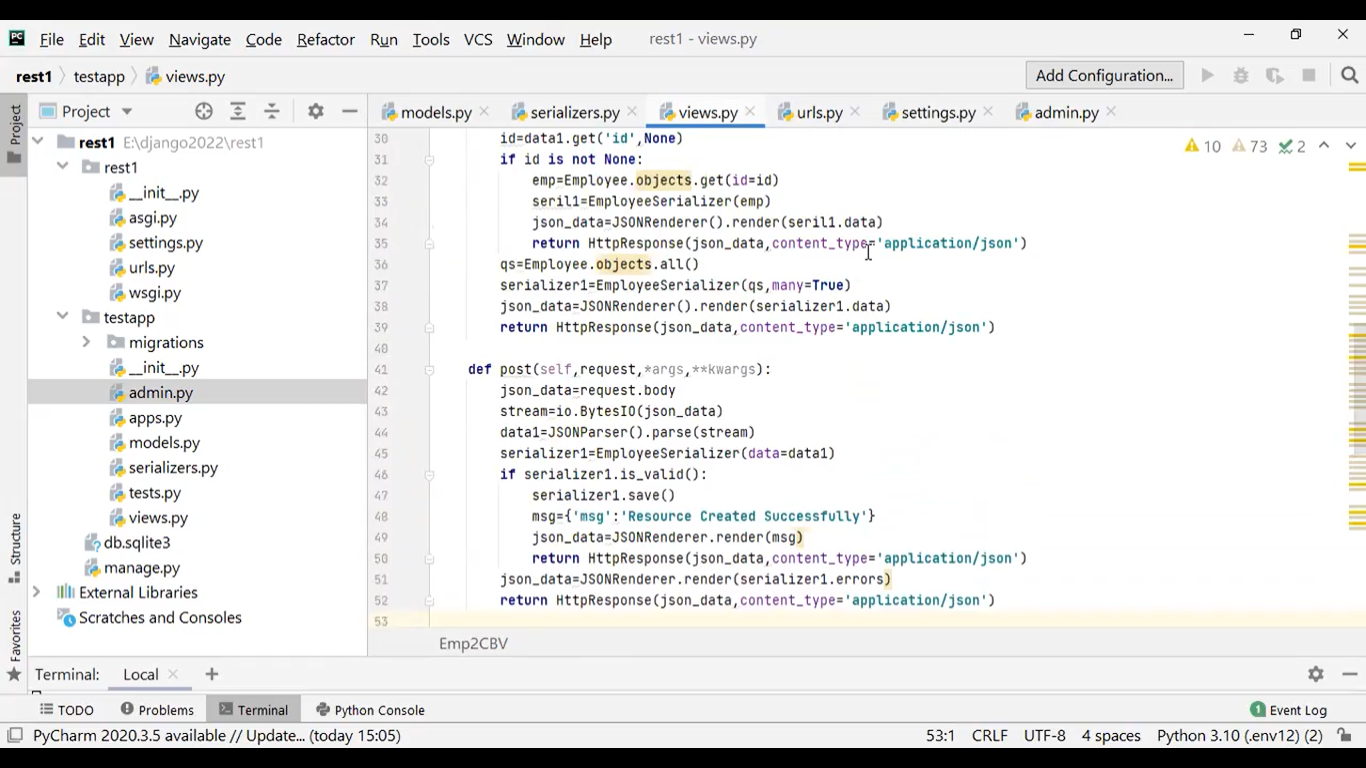 File Edit View Navigate Code Refactor Run Tools VCS Window Help rest1 - views.py
rest1 testapp views.py Add Configuration...
Project
Project
models.py serializers.py views.py urls.py settings.py admin.py
rest1 E:\django2022\rest1
rest1
__init__.py
asgi.py
settings.py
urls.py
wsgi.py
testapp
migrations
__init__.py
admin.py
apps.py
models.py
serializers.py
tests.py
views.py
db.sqlite3
manage.py
External Libraries
Scratches and Consoles
10 73 2
30 id=data1.get('id',None)
31 if id is not None:
32 emp=Employee.objects.get(id=id)
33 seril1=EmployeeSerializer(emp)
34 json_data=JSONRenderer().render(seril1.data)
35 return HttpResponse(json_data,content_type='application/json')
36 qs=Employee.objects.all()
37 serializer1=EmployeeSerializer(qs,many=True)
38 json_data=JSONRenderer().render(serializer1.data)
39 return HttpResponse(json_data,content_type='application/json')
40
41 def post(self,request,*args,**kwargs):
42 json_data=request.body
43 stream=io.BytesIO(json_data)
44 data1=JSONParser().parse(stream)
45 serializer1=EmployeeSerializer(data=data1)
46 if serializer1.is_valid():
47 serializer1.save()
48 msg={'msg':'Resource Created Successfully'}
49 json_data=JSONRenderer.render(msg)
50 return HttpResponse(json_data,content_type='application/json')
51 json_data=JSONRenderer.render(serializer1.errors)
52 return HttpResponse(json_data,content_type='application/json')
53
Emp2CBV
Structure
Favorites
Terminal: Local
TODO Problems Terminal Python Console 1 Event Log
PyCharm 2020.3.5 available // Update... (today 15:05) 53:1 CRLF UTF-8 4 spaces Python 3.10 (.env12) (2)